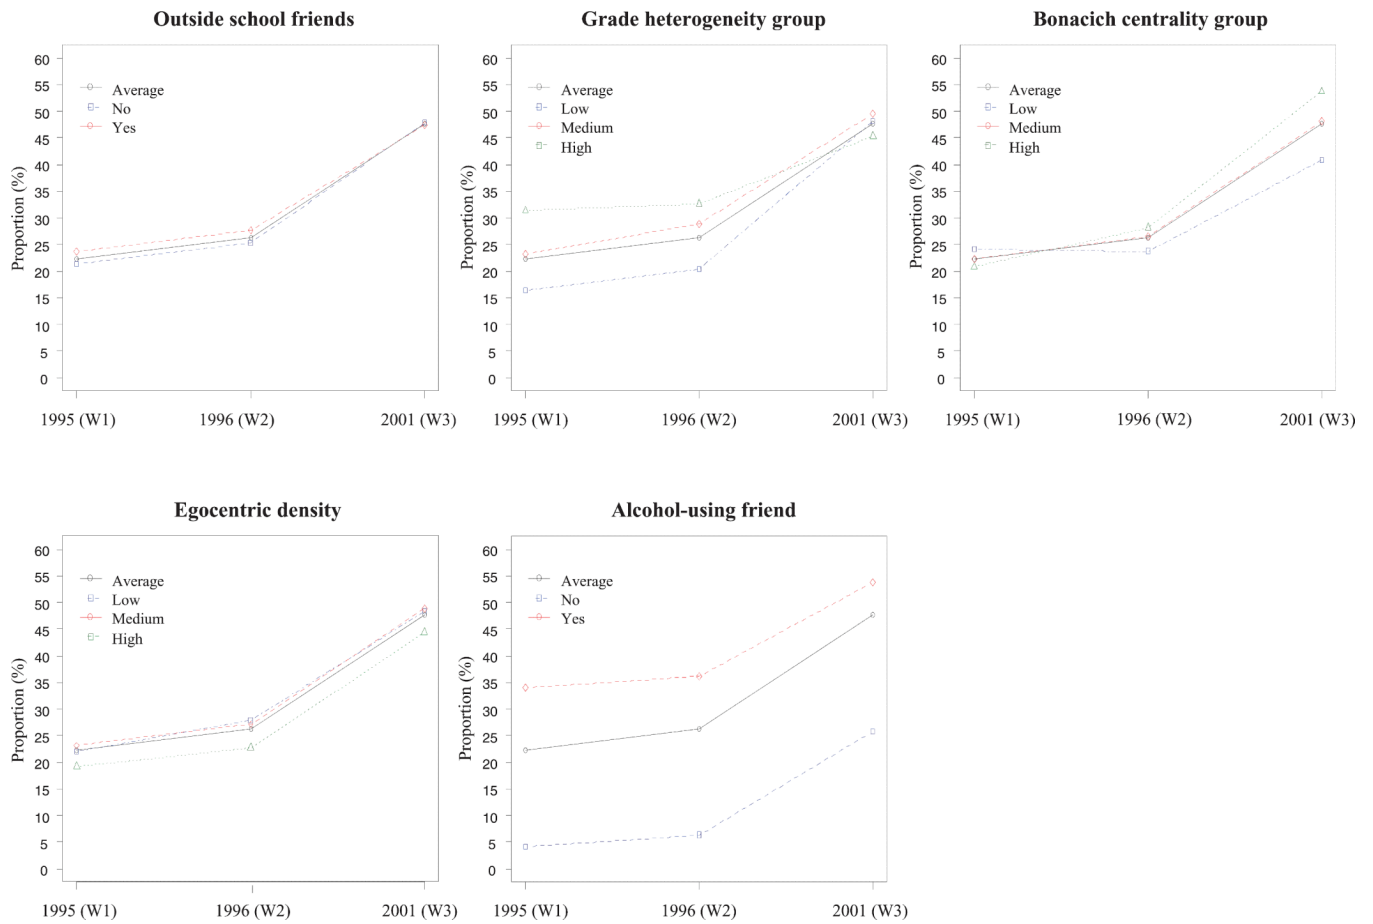 Outside school friends
Proportion (%)
60
55
50
45
40
35
30
25
20
15
10
5
0
Average
No
Yes
1995 (W1)
1996 (W2)
2001 (W3)
Grade heterogeneity group
Proportion (%)
60
55
50
45
40
35
30
25
20
15
10
5
0
Average
Low
Medium
High
1995 (W1)
1996 (W2)
2001 (W3)
Bonacich centrality group
Proportion (%)
60
55
50
45
40
35
30
25
20
15
10
5
0
Average
Low
Medium
High
1995 (W1)
1996 (W2)
2001 (W3)
Egocentric density
Proportion (%)
60
55
50
45
40
35
30
25
20
15
10
5
0
Average
Low
Medium
High
1995 (W1)
1996 (W2)
2001 (W3)
Alcohol-using friend
Proportion (%)
60
55
50
45
40
35
30
25
20
15
10
5
0
Average
No
Yes
1995 (W1)
1996 (W2)
2001 (W3)